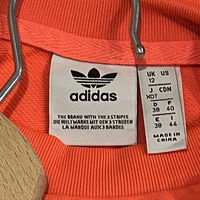 adidas
THE BRAND WITH THE 3 STRIPES
DIE WELTMARKE MIT DEN 3 STREIFEN
LA MARQUE AUX 3 BANDES
UK US
12
J CDN
XOT
D F
38 40
E I
38 44
MADE IN
CHINA